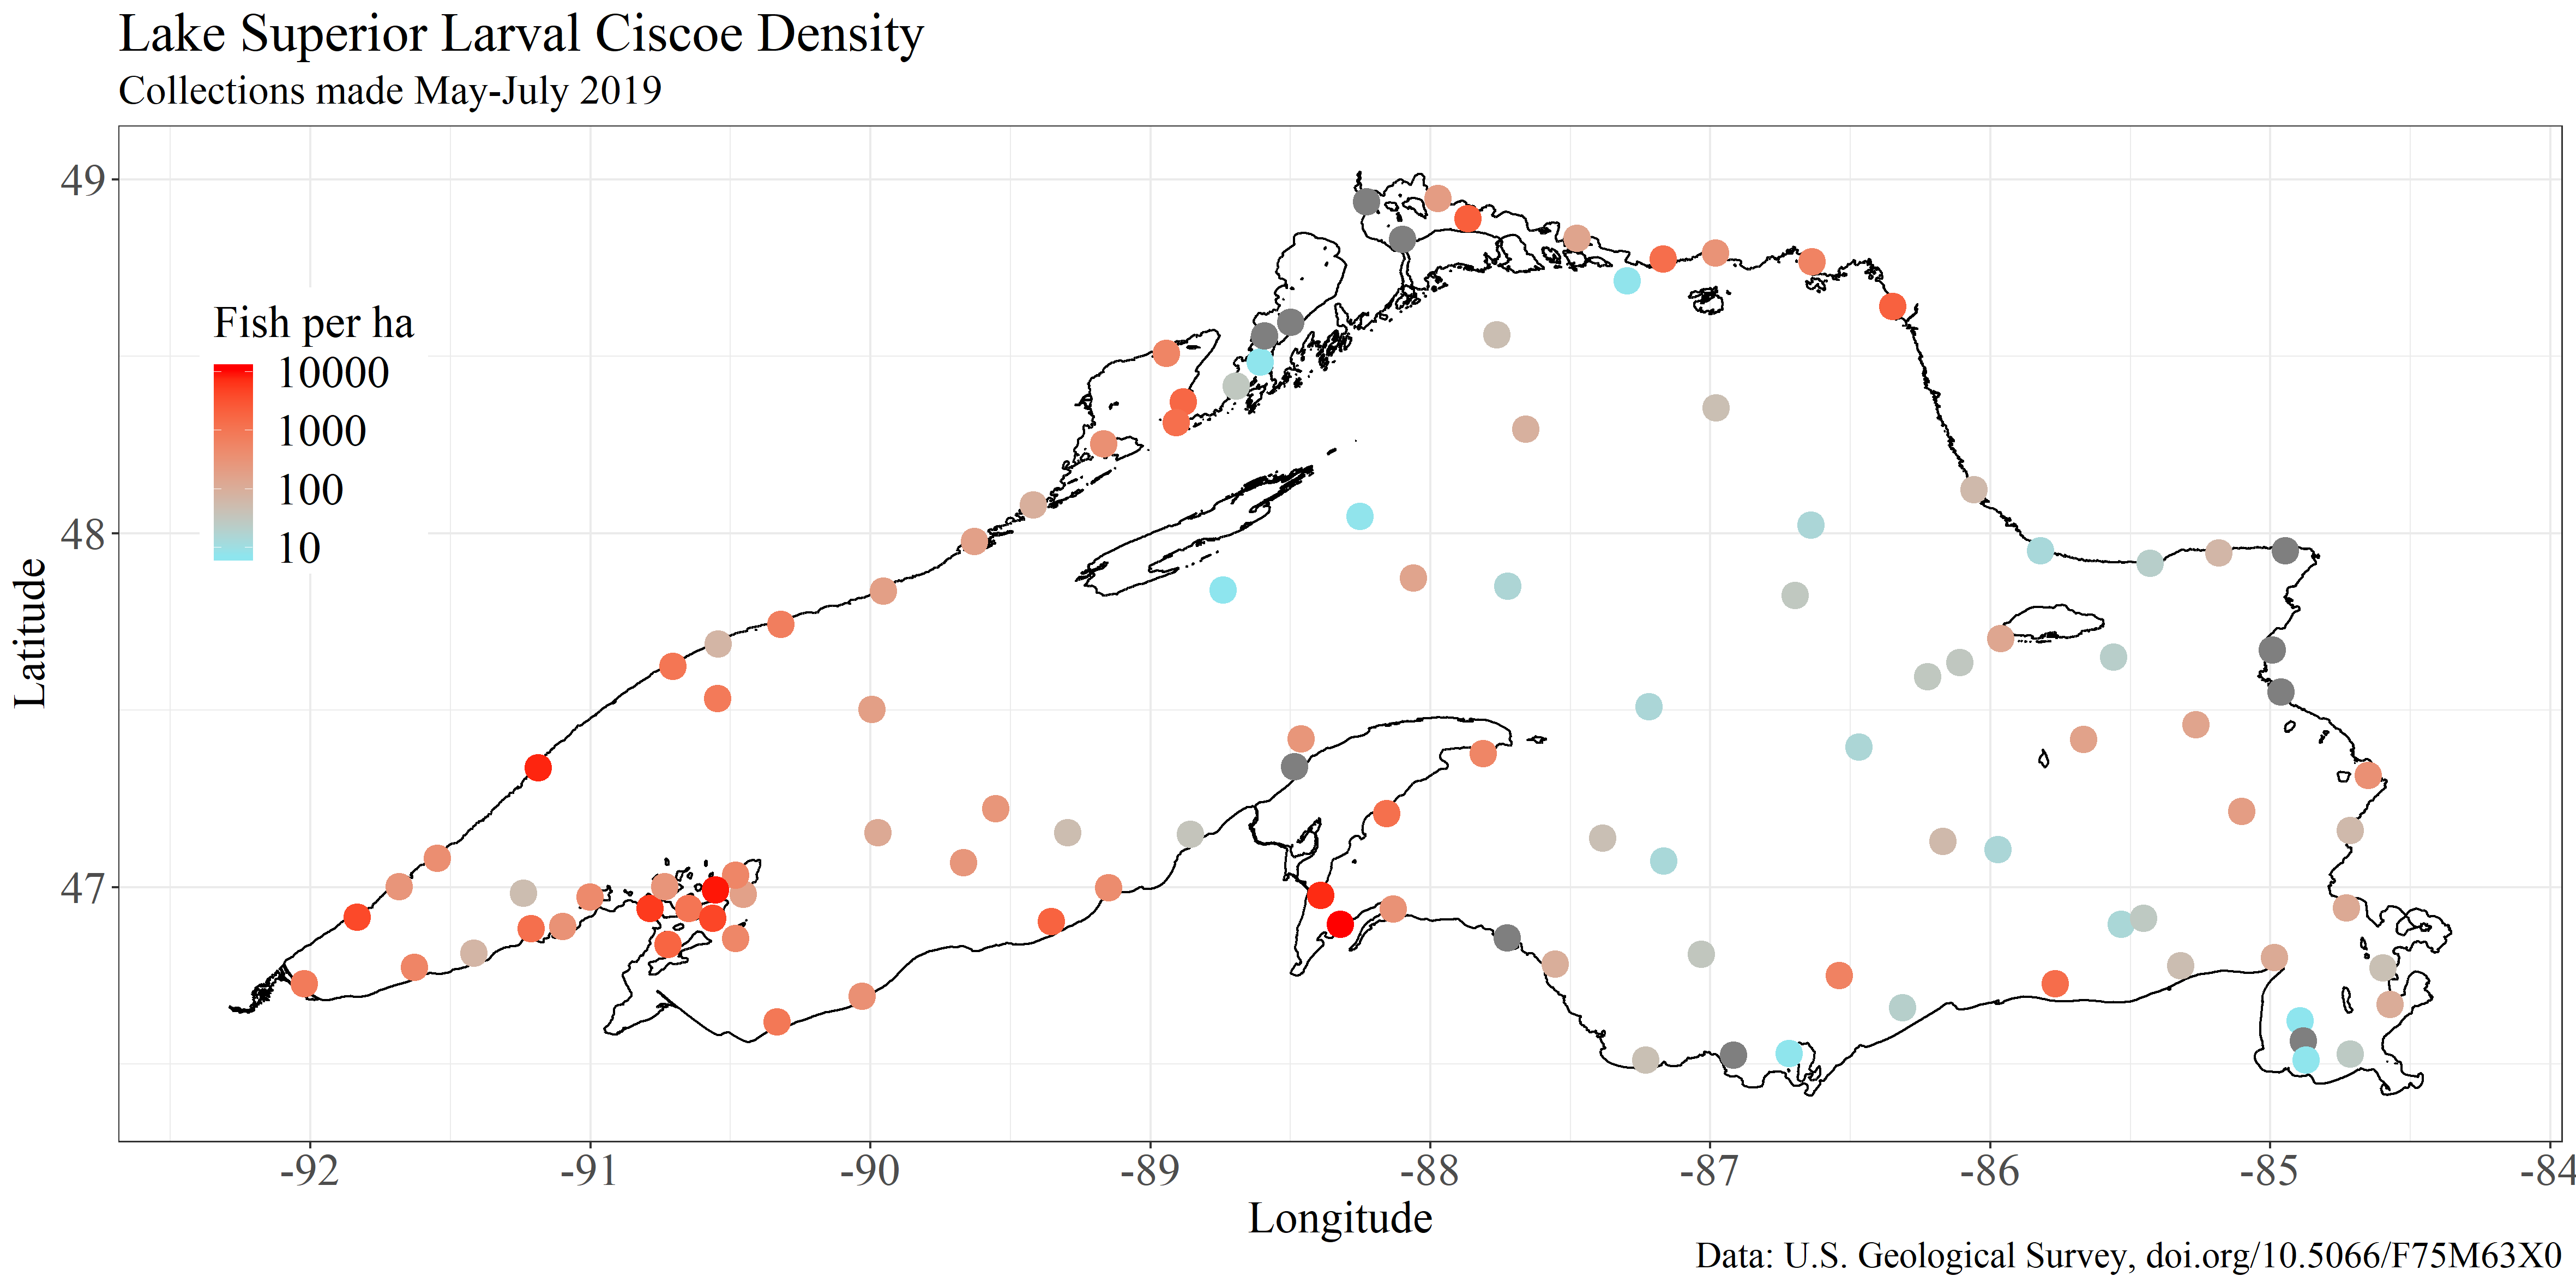 Lake Superior Larval Ciscoe Density
Collections made May-July 2019
49
48
47
Latitude
Fish per ha
10000
1000
100
10
-92
-91
-90
-89
-88
-87
-86
-85
-84
Longitude
Data: U.S. Geological Survey, doi.org/10.5066/F75M63X0